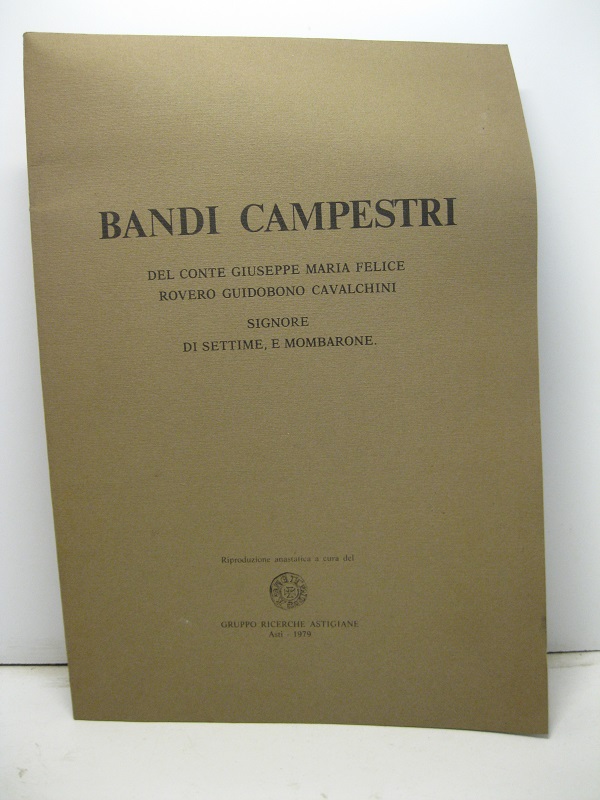 BANDI CAMPESTRI
DEL CONTE GIUSEPPE MARIA FELICE
ROVERO GUIDOBONO CAVALCHINI
SIGNORE
DI SETTIME, E MOMBARONE.
Riproduzione anastatica a cura del
GRUPPO RICERCHE ASTIGIANE
Asti - 1979